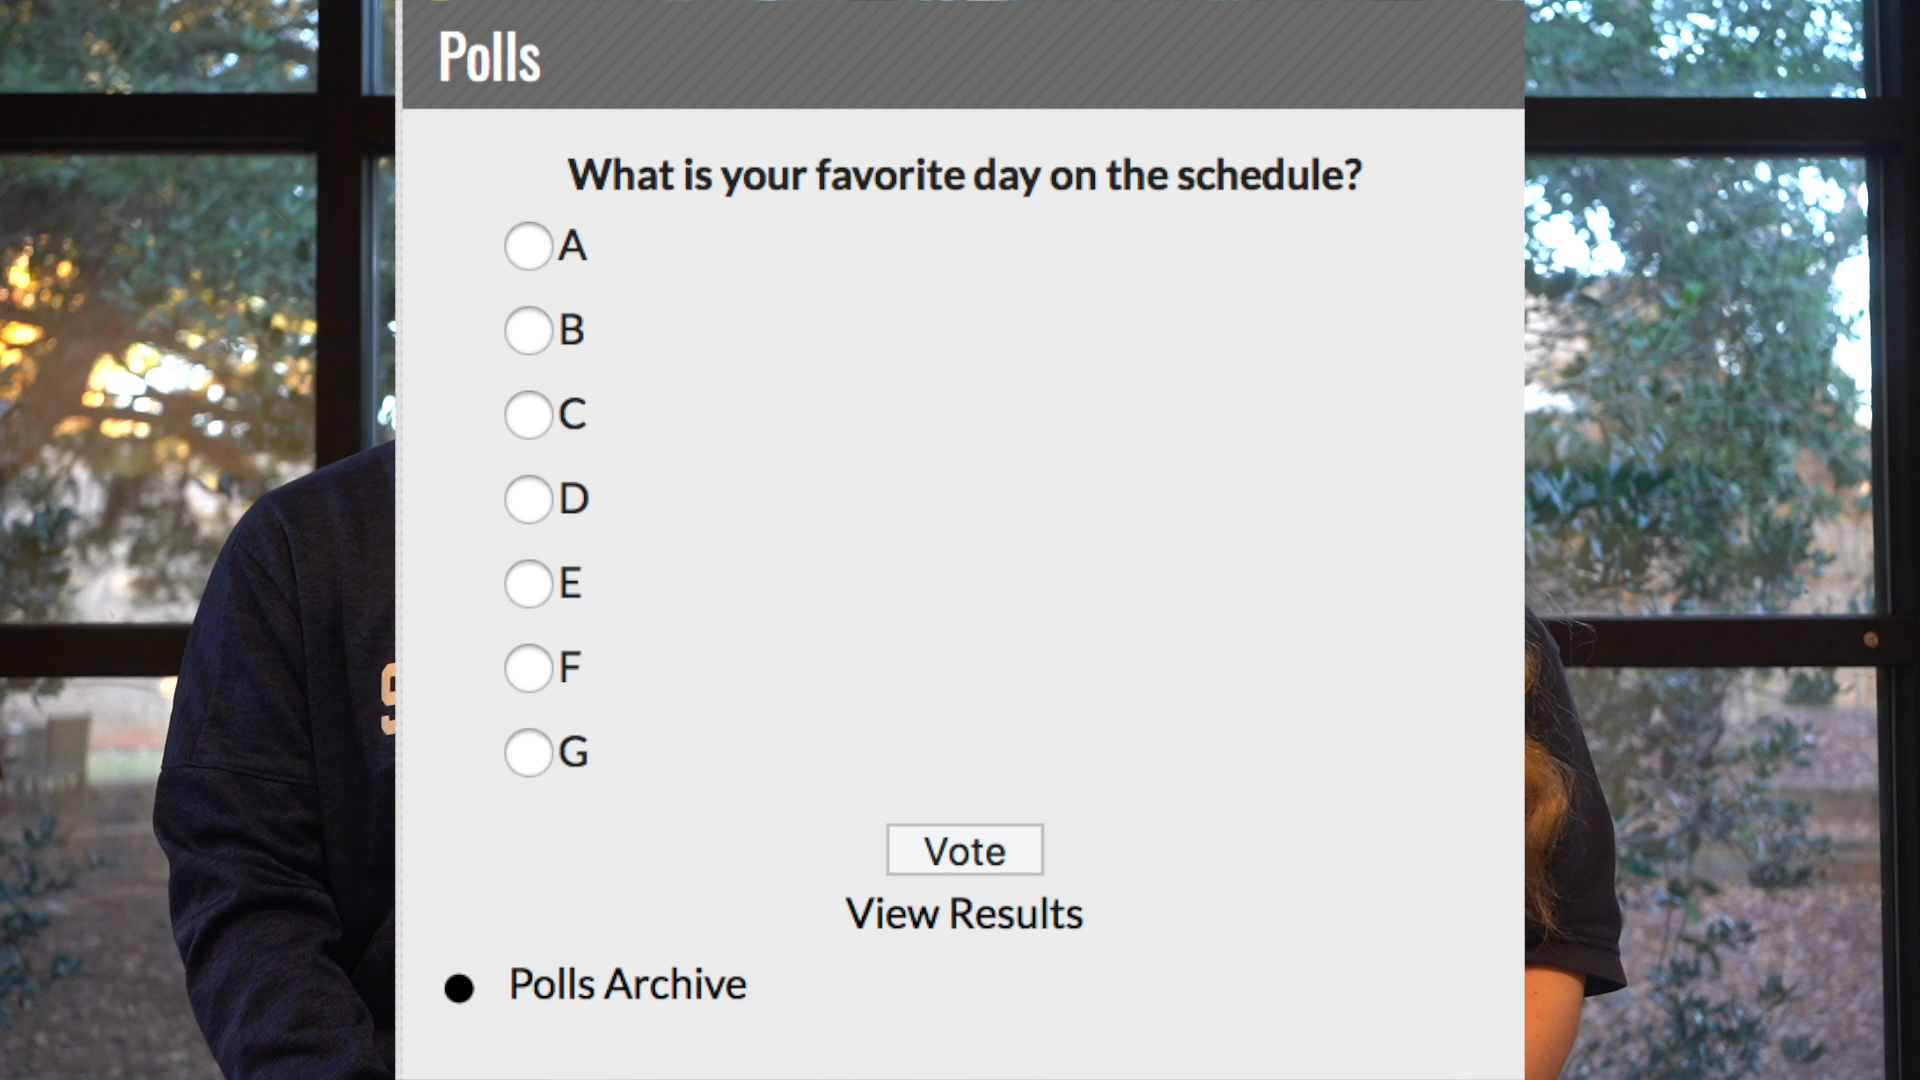 Polls
What is your favorite day on the schedule?
A
B
C
D
E
F
G
Vote
View Results
Polls Archive